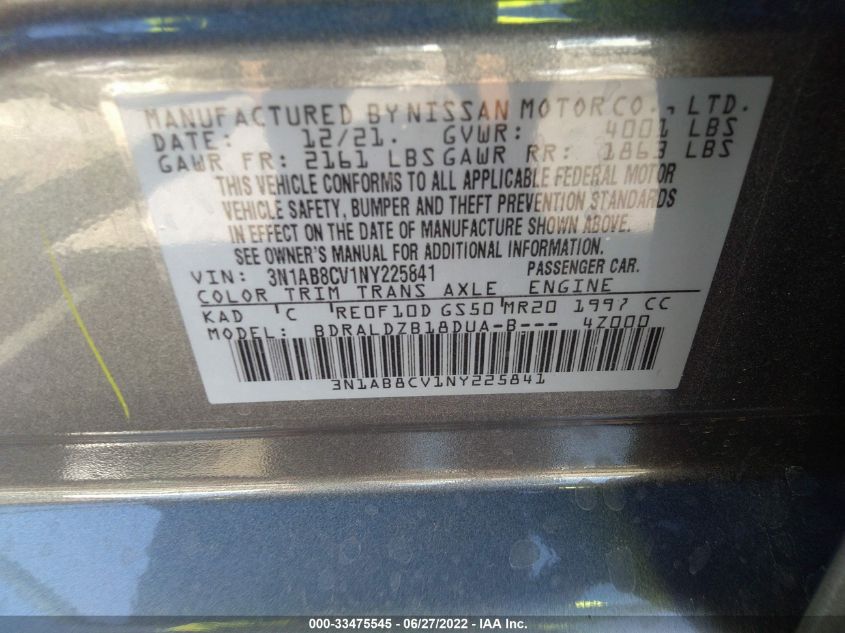 MANUFACTURED BY NISSAN MOTOR CO., LTD.
DATE: 12/21. GVWR: 4001 LBS
GAWR FR: 2161 LBS GAWR RR: 1863 LBS
THIS VEHICLE CONFORMS TO ALL APPLICABLE FEDERAL MOTOR
VEHICLE SAFETY, BUMPER AND THEFT PREVENTION STANDARDS
IN EFFECT ON THE DATE OF MANUFACTURE SHOWN ABOVE.
SEE OWNER'S MANUAL FOR ADDITIONAL INFORMATION.
VIN: 3N1AB8CV1NY225841 PASSENGER CAR.
COLOR TRIM TRANS AXLE ENGINE
KAD C RE0F10D GS50 MR20 1997 CC
MODEL: BDRALDZB18DUA-B--- 4Z000
3N1AB8CV1NY225841
000-33475545 - 06/27/2022 - IAA Inc.